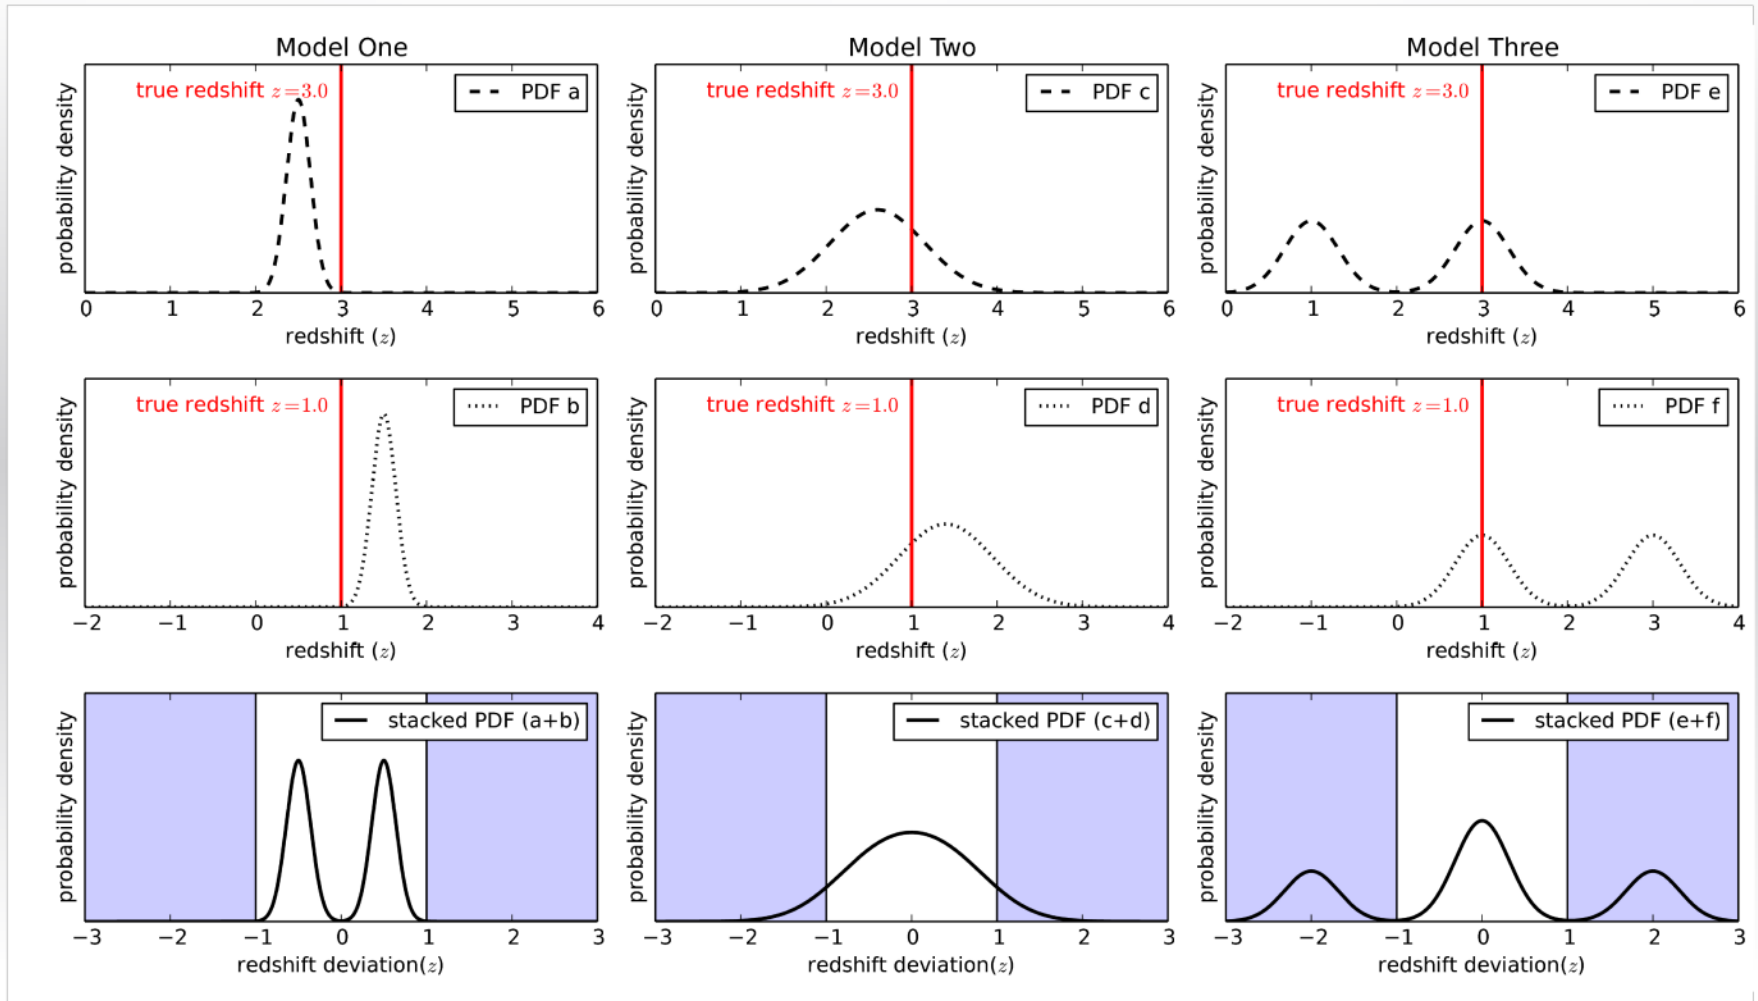 Model One
Model Two
Model Three
true redshift z=3.0
PDF a
probability density
0 1 2 3 4 5 6
redshift (z)
true redshift z=3.0
PDF c
probability density
0 1 2 3 4 5 6
redshift (z)
true redshift z=3.0
PDF e
probability density
0 1 2 3 4 5 6
redshift (z)
true redshift z=1.0
PDF b
probability density
−2 −1 0 1 2 3 4
redshift (z)
true redshift z=1.0
PDF d
probability density
−2 −1 0 1 2 3 4
redshift (z)
true redshift z=1.0
PDF f
probability density
−2 −1 0 1 2 3 4
redshift (z)
stacked PDF (a+b)
probability density
−3 −2 −1 0 1 2 3
redshift deviation(z)
stacked PDF (c+d)
probability density
−3 −2 −1 0 1 2 3
redshift deviation(z)
stacked PDF (e+f)
probability density
−3 −2 −1 0 1 2 3
redshift deviation(z)